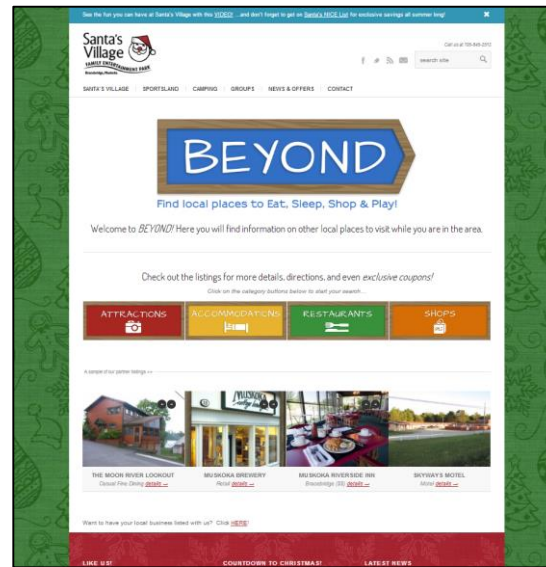 See the fun you can have at Santa's Village with this VIDEO! ...and don't forget to get on Santa's NICE List for exclusive savings all summer long!
Santa's
Village
FAMILY ENTERTAINMENT PARK
Bracebridge, Muskoka
Call us at
search site
SANTA'S VILLAGE SPORTSLAND CAMPING GROUPS NEWS & OFFERS CONTACT
BEYOND
Find local places to Eat, Sleep, Shop & Play!
Welcome to BEYOND! Here you will find information on other local places to visit while you are in the area.
Check out the listings for more details, directions, and even exclusive coupons!
Click on the category buttons below to start your search...
ATTRACTIONS ACCOMMODATIONS RESTAURANTS SHOPS
A sample of our partner listings >>
MUSKOKA
THE MOON RIVER LOOKOUT MUSKOKA BREWERY MUSKOKA RIVERSIDE INN SKYWAYS MOTEL
Casual Fine Dining details → Retail details → Bracebridge details → Motel details →
Want to have your local business listed with us? Click HERE!
LIKE US! COUNTDOWN TO CHRISTMAS! LATEST NEWS